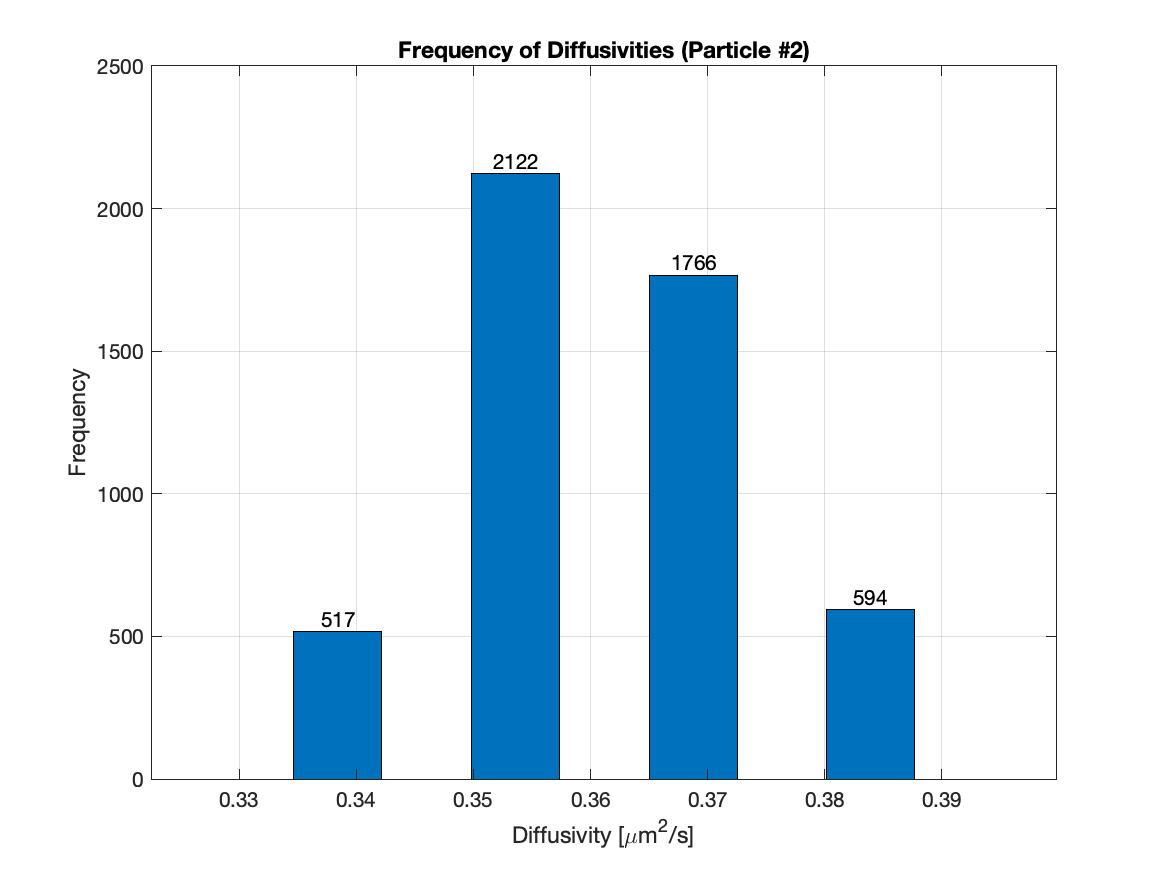 Frequency of Diffusivities (Particle #2)
2500
2000
1500
1000
500
0
Frequency
517
2122
1766
594
0.33 0.34 0.35 0.36 0.37 0.38 0.39
Diffusivity [μm²/s]